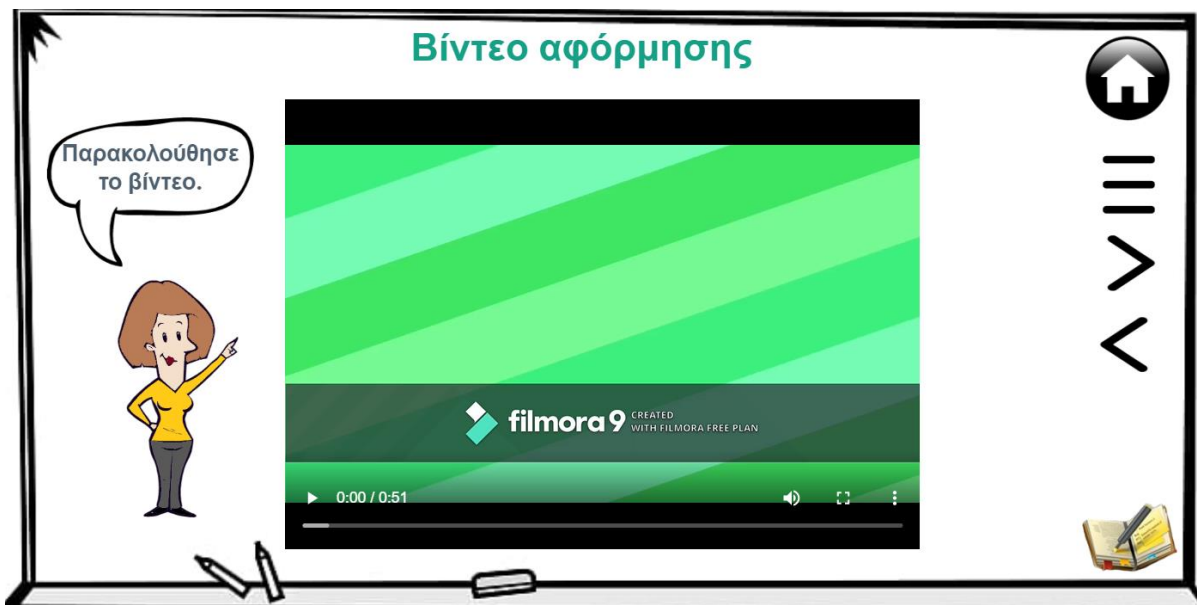 Βίντεο αφόρμησης
Παρακολούθησε
το βίντεο.
filmora 9 CREATED
WITH FILMORA FREE PLAN
0:00 / 0:51